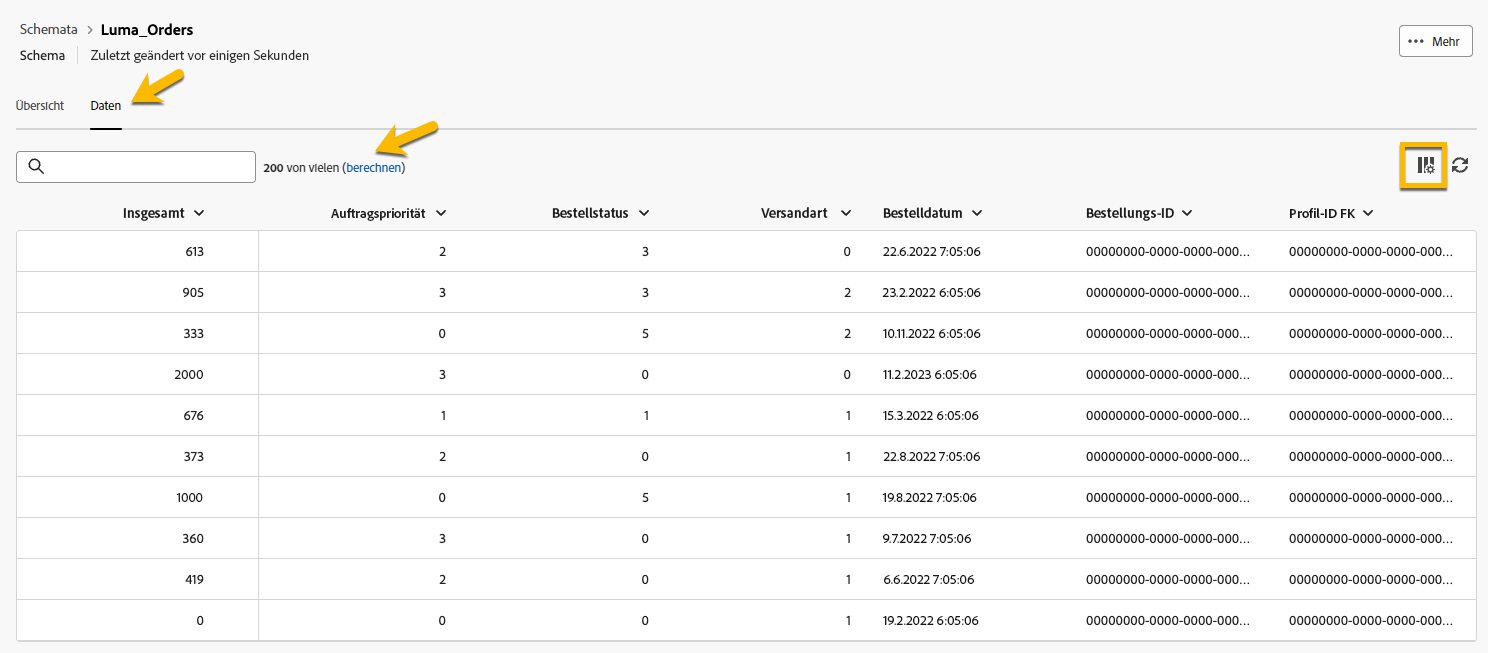 Schemata > Luma_Orders
Schema | Zuletzt geändert vor einigen Sekunden
••• Mehr
Übersicht Daten
200 von vielen (berechnen)
Insgesamt Auftragspriorität Bestellstatus Versandart Bestelldatum Bestellungs-ID Profil-ID FK
613 2 3 0 22.6.2022 7:05:06 00000000-0000-0000-000... 00000000-0000-0000-000...
905 3 3 2 23.2.2022 6:05:06 00000000-0000-0000-000... 00000000-0000-0000-000...
333 0 5 2 10.11.2022 6:05:06 00000000-0000-0000-000... 00000000-0000-0000-000...
2000 3 0 0 11.2.2023 6:05:06 00000000-0000-0000-000... 00000000-0000-0000-000...
676 1 1 1 15.3.2022 6:05:06 00000000-0000-0000-000... 00000000-0000-0000-000...
373 2 0 1 22.8.2022 7:05:06 00000000-0000-0000-000... 00000000-0000-0000-000...
1000 0 5 1 19.8.2022 7:05:06 00000000-0000-0000-000... 00000000-0000-0000-000...
360 3 0 1 9.7.2022 7:05:06 00000000-0000-0000-000... 00000000-0000-0000-000...
419 2 0 1 6.6.2022 7:05:06 00000000-0000-0000-000... 00000000-0000-0000-000...
0 0 0 1 19.2.2022 6:05:06 00000000-0000-0000-000... 00000000-0000-0000-000...